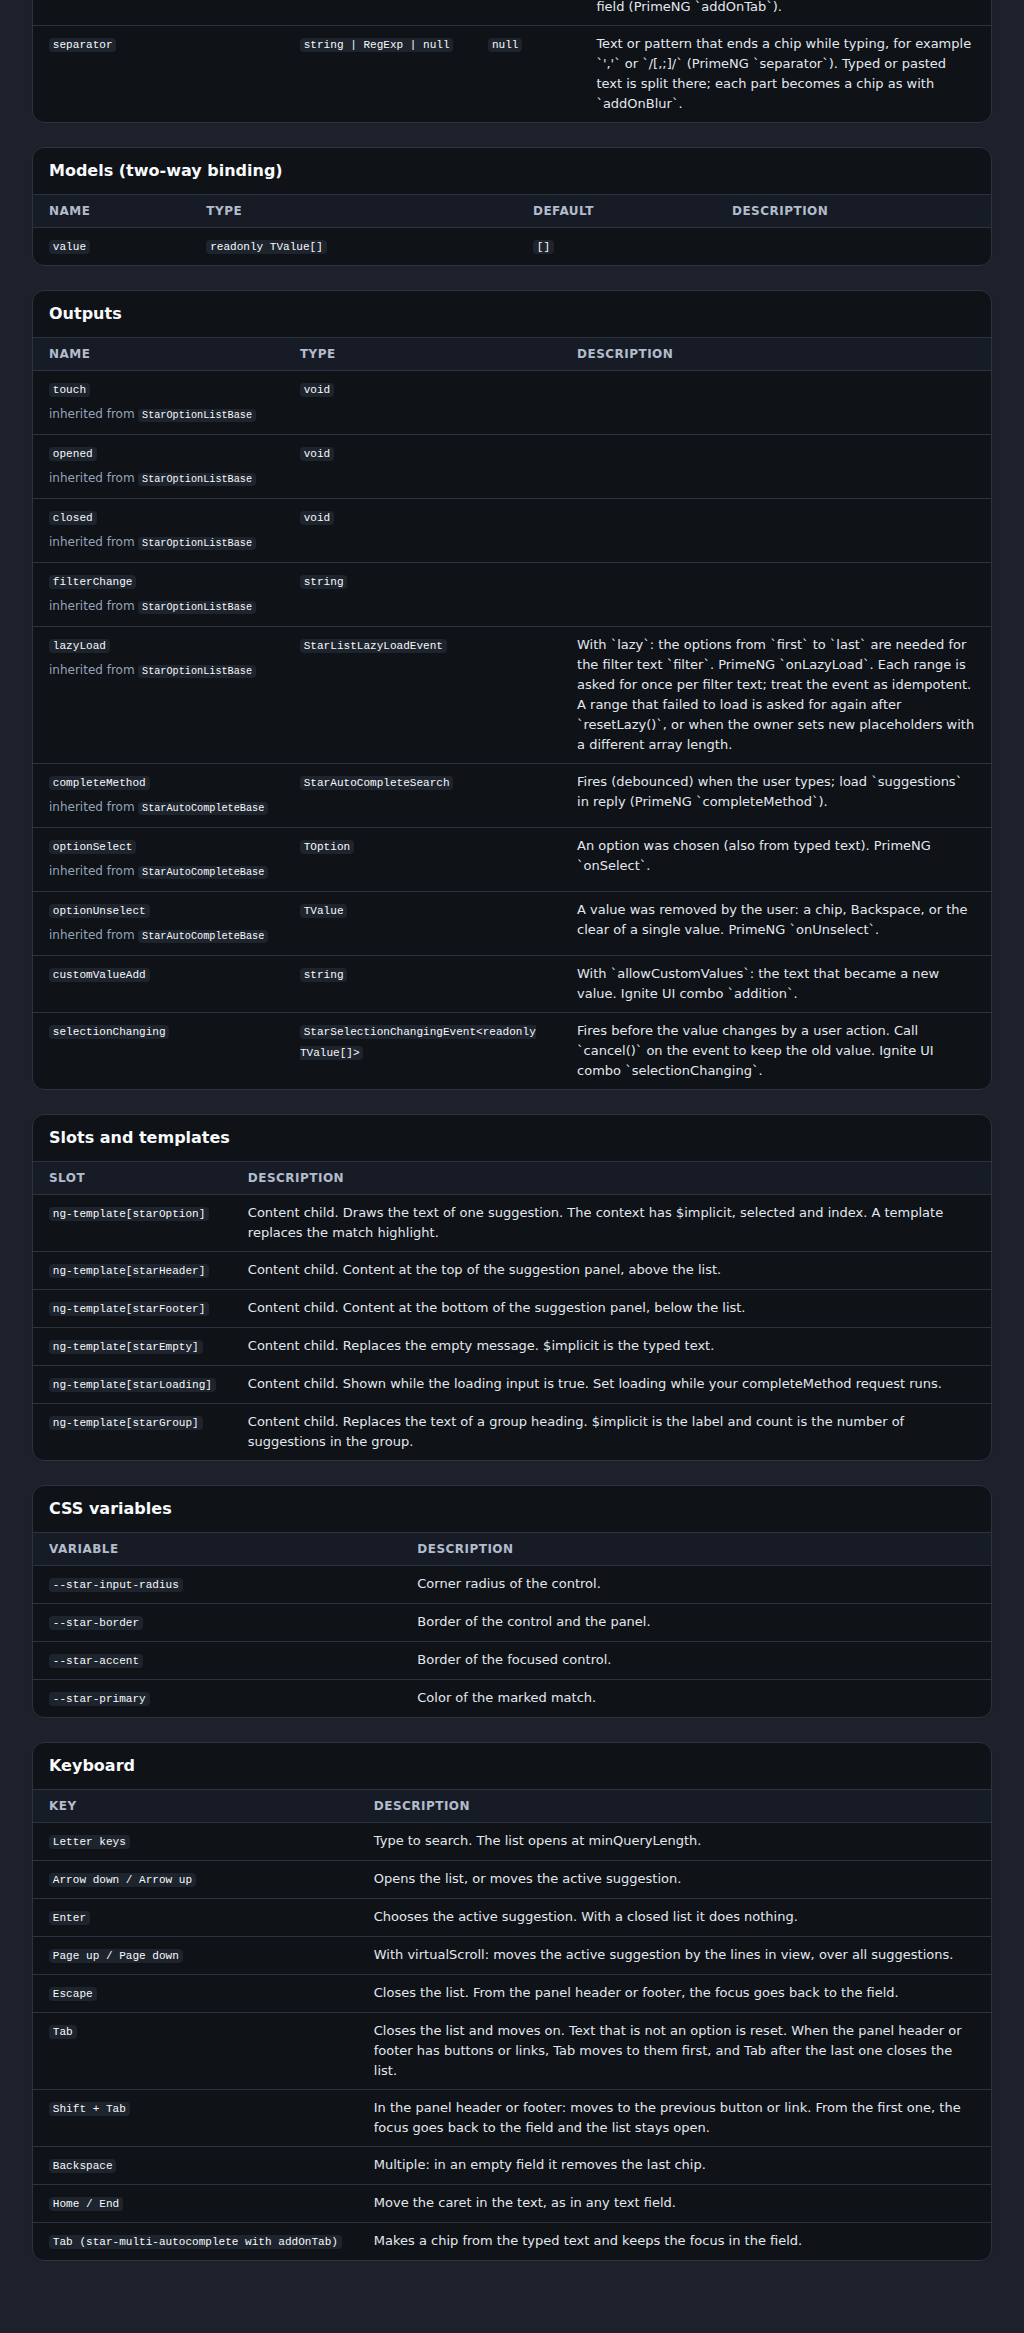 field (PrimeNG `addOnTab`).
separator string | RegExp | null null Text or pattern that ends a chip while typing, for example
`','` or `/[,;]/` (PrimeNG `separator`). Typed or pasted
text is split there; each part becomes a chip as with
`addOnBlur`.
Models (two-way binding)
NAME TYPE DEFAULT DESCRIPTION
value readonly TValue[] []
Outputs
NAME TYPE DESCRIPTION
touch void
inherited from StarOptionListBase
opened void
inherited from StarOptionListBase
closed void
inherited from StarOptionListBase
filterChange string
inherited from StarOptionListBase
lazyLoad StarListLazyLoadEvent With `lazy`: the options from `first` to `last` are needed for
inherited from StarOptionListBase the filter text `filter`. PrimeNG `onLazyLoad`. Each range is
asked for once per filter text; treat the event as idempotent.
A range that failed to load is asked for again after
`resetLazy()`, or when the owner sets new placeholders with
a different array length.
completeMethod StarAutoCompleteSearch Fires (debounced) when the user types; load `suggestions`
inherited from StarAutoCompleteBase in reply (PrimeNG `completeMethod`).
optionSelect TOption An option was chosen (also from typed text). PrimeNG
inherited from StarAutoCompleteBase `onSelect`.
optionUnselect TValue A value was removed by the user: a chip, Backspace, or the
inherited from StarAutoCompleteBase clear of a single value. PrimeNG `onUnselect`.
customValueAdd string With `allowCustomValues`: the text that became a new
value. Ignite UI combo `addition`.
selectionChanging StarSelectionChangingEvent<readonly Fires before the value changes by a user action. Call
TValue[]> `cancel()` on the event to keep the old value. Ignite UI
combo `selectionChanging`.
Slots and templates
SLOT DESCRIPTION
ng-template[starOption] Content child. Draws the text of one suggestion. The context has $implicit, selected and index. A template
replaces the match highlight.
ng-template[starHeader] Content child. Content at the top of the suggestion panel, above the list.
ng-template[starFooter] Content child. Content at the bottom of the suggestion panel, below the list.
ng-template[starEmpty] Content child. Replaces the empty message. $implicit is the typed text.
ng-template[starLoading] Content child. Shown while the loading input is true. Set loading while your completeMethod request runs.
ng-template[starGroup] Content child. Replaces the text of a group heading. $implicit is the label and count is the number of
suggestions in the group.
CSS variables
VARIABLE DESCRIPTION
--star-input-radius Corner radius of the control.
--star-border Border of the control and the panel.
--star-accent Border of the focused control.
--star-primary Color of the marked match.
Keyboard
KEY DESCRIPTION
Letter keys Type to search. The list opens at minQueryLength.
Arrow down / Arrow up Opens the list, or moves the active suggestion.
Enter Chooses the active suggestion. With a closed list it does nothing.
Page up / Page down With virtualScroll: moves the active suggestion by the lines in view, over all suggestions.
Escape Closes the list. From the panel header or footer, the focus goes back to the field.
Tab Closes the list and moves on. Text that is not an option is reset. When the panel header or
footer has buttons or links, Tab moves to them first, and Tab after the last one closes the
list.
Shift + Tab In the panel header or footer: moves to the previous button or link. From the first one, the
focus goes back to the field and the list stays open.
Backspace Multiple: in an empty field it removes the last chip.
Home / End Move the caret in the text, as in any text field.
Tab (star-multi-autocomplete with addOnTab) Makes a chip from the typed text and keeps the focus in the field.